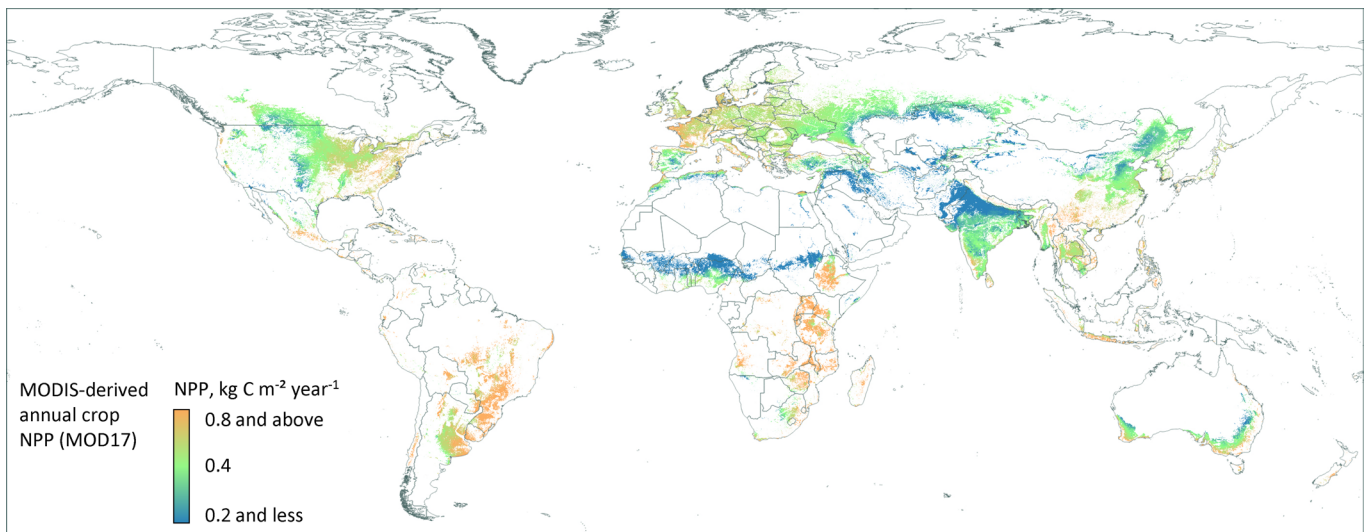 MODIS-derived
annual crop
NPP (MOD17)
NPP, kg C m⁻² year⁻¹
0.8 and above
0.4
0.2 and less